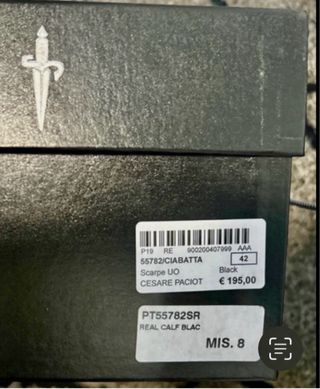 P19 RE 900200407999 AAA
55782/CIABATTA 42
Scarpe UO Black
CESARE PACIOT € 195,00
PT55782SR
REAL CALF BLAC
MIS. 8